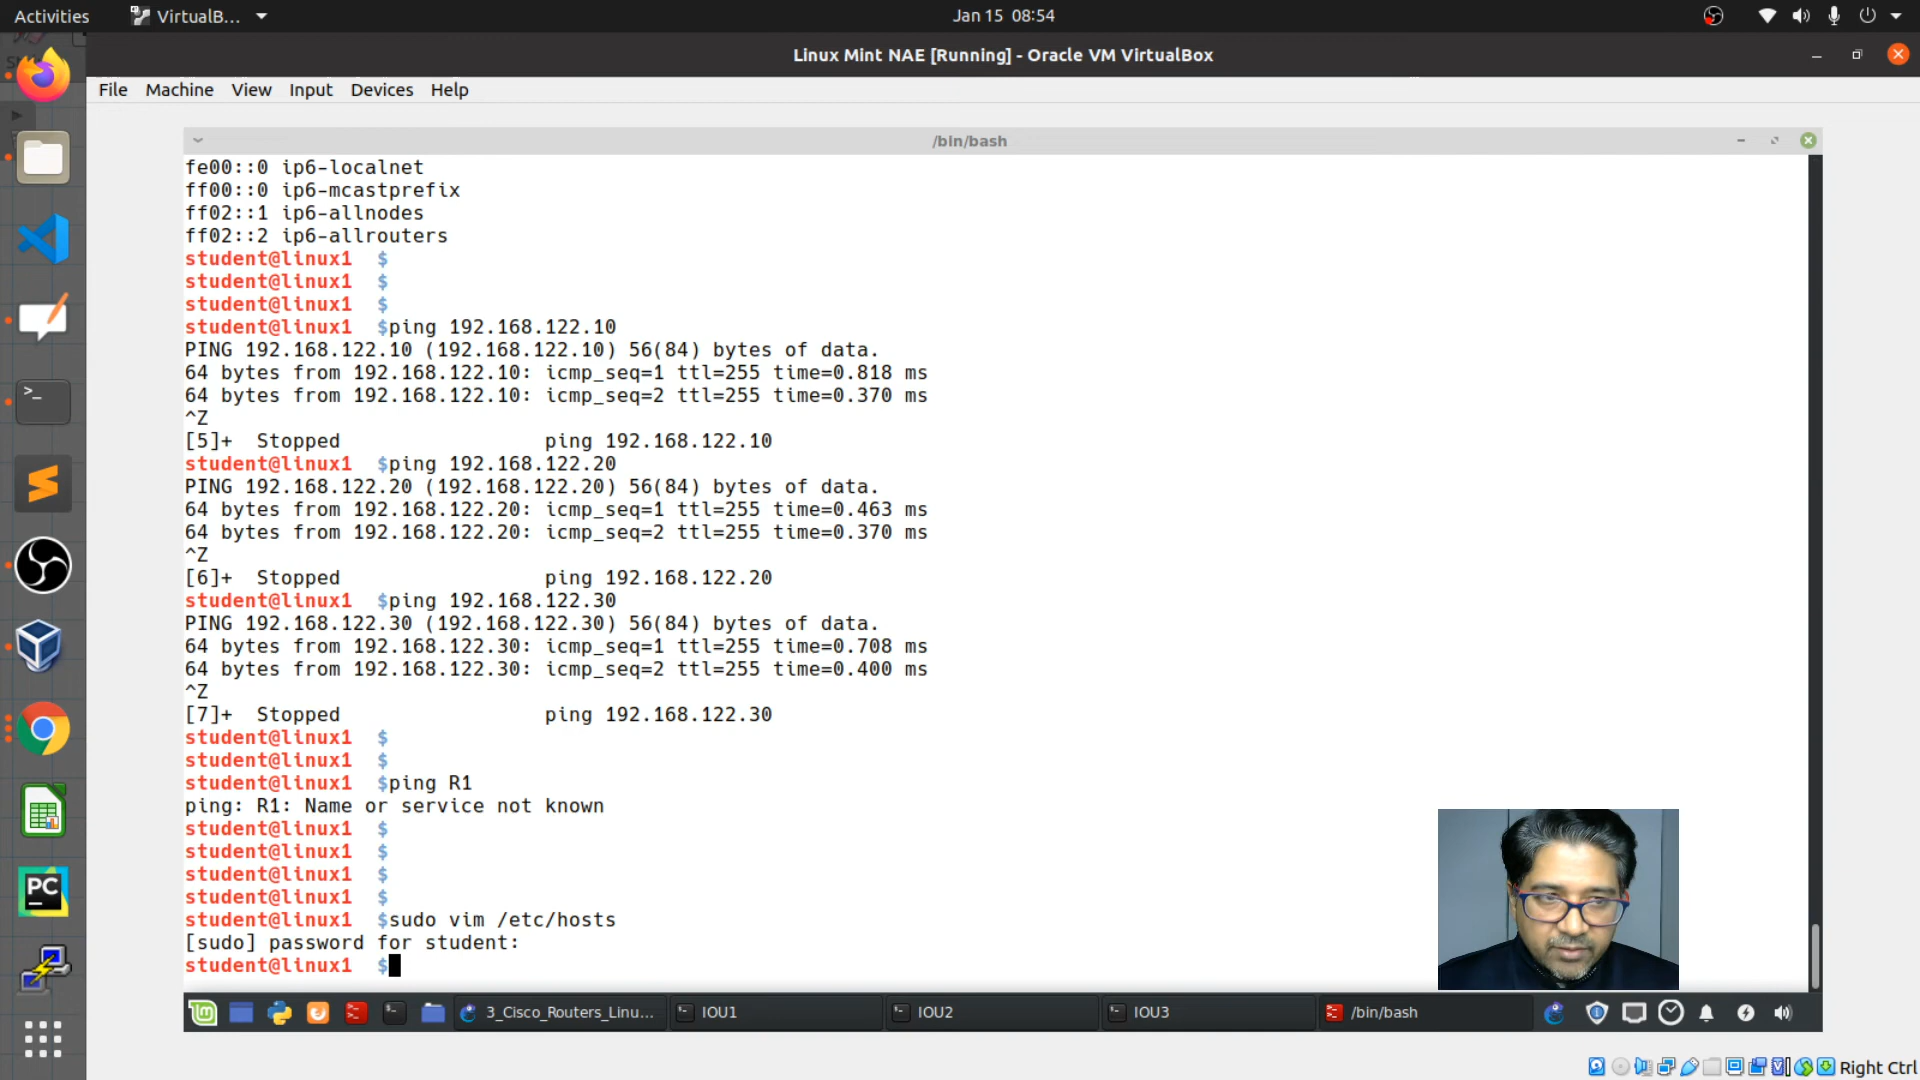 Activities
VirtualB...
Jan 15 08:54
Linux Mint NAE [Running] - Oracle VM VirtualBox
File Machine View Input Devices Help
/bin/bash
fe00::0 ip6-localnet
ff00::0 ip6-mcastprefix
ff02::1 ip6-allnodes
ff02::2 ip6-allrouters
student@linux1 $
student@linux1 $
student@linux1 $
student@linux1 $ping 192.168.122.10
PING 192.168.122.10 (192.168.122.10) 56(84) bytes of data.
64 bytes from 192.168.122.10: icmp_seq=1 ttl=255 time=0.818 ms
64 bytes from 192.168.122.10: icmp_seq=2 ttl=255 time=0.370 ms
^Z
[5]+ Stopped ping 192.168.122.10
student@linux1 $ping 192.168.122.20
PING 192.168.122.20 (192.168.122.20) 56(84) bytes of data.
64 bytes from 192.168.122.20: icmp_seq=1 ttl=255 time=0.463 ms
64 bytes from 192.168.122.20: icmp_seq=2 ttl=255 time=0.370 ms
^Z
[6]+ Stopped ping 192.168.122.20
student@linux1 $ping 192.168.122.30
PING 192.168.122.30 (192.168.122.30) 56(84) bytes of data.
64 bytes from 192.168.122.30: icmp_seq=1 ttl=255 time=0.708 ms
64 bytes from 192.168.122.30: icmp_seq=2 ttl=255 time=0.400 ms
^Z
[7]+ Stopped ping 192.168.122.30
student@linux1 $
student@linux1 $
student@linux1 $ping R1
ping: R1: Name or service not known
student@linux1 $
student@linux1 $
student@linux1 $
student@linux1 $
student@linux1 $sudo vim /etc/hosts
[sudo] password for student:
student@linux1 $
PC
3_Cisco_Routers_Linu...
IOU1
IOU2
IOU3
/bin/bash
Right Ctrl